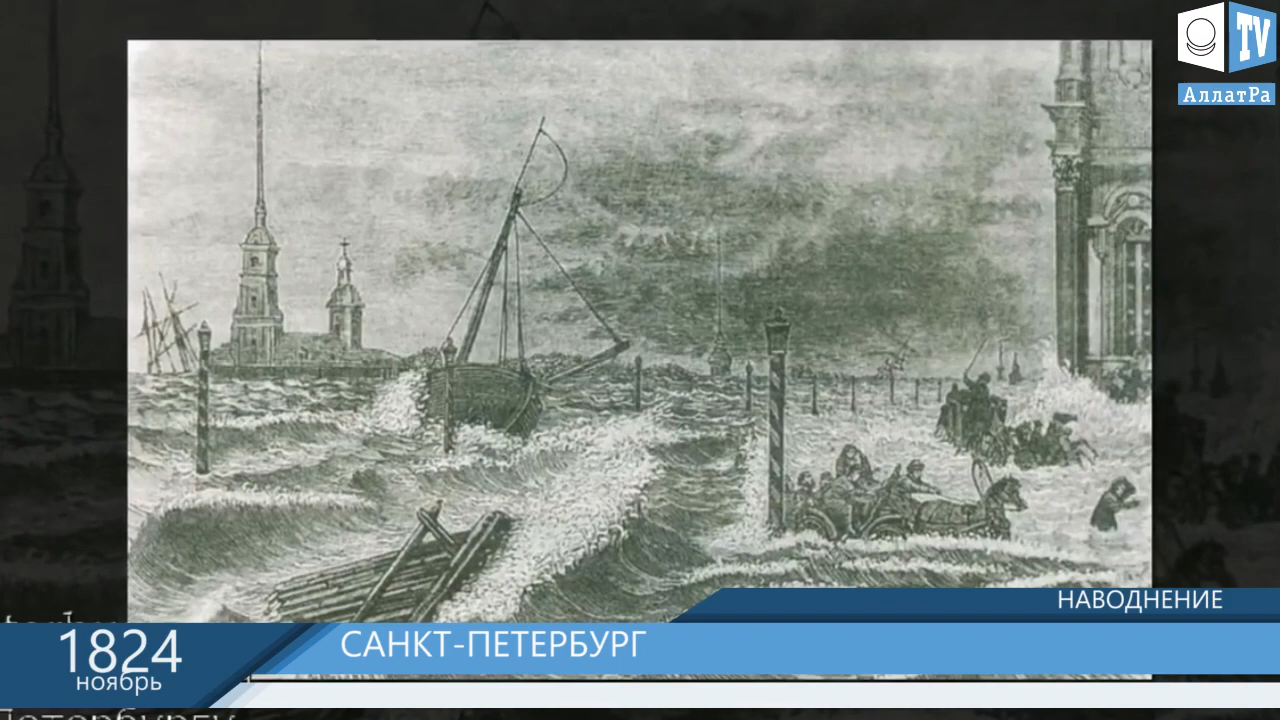 TV
АллатРа
НАВОДНЕНИЕ
САНКТ-ПЕТЕРБУРГ
1824
ноябрь